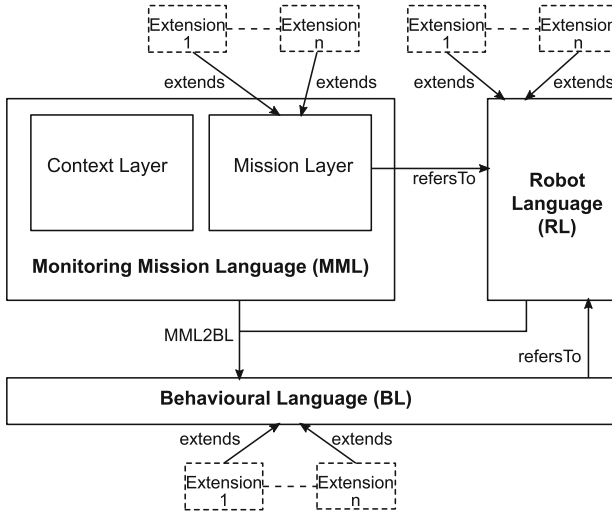 Extension
1
Extension
n
Extension
1
Extension
n
extends
extends
extends
extends
Context Layer
Mission Layer
refersTo
Robot
Language
(RL)
Monitoring Mission Language (MML)
MML2BL
refersTo
Behavioural Language (BL)
extends
extends
Extension
1
Extension
n